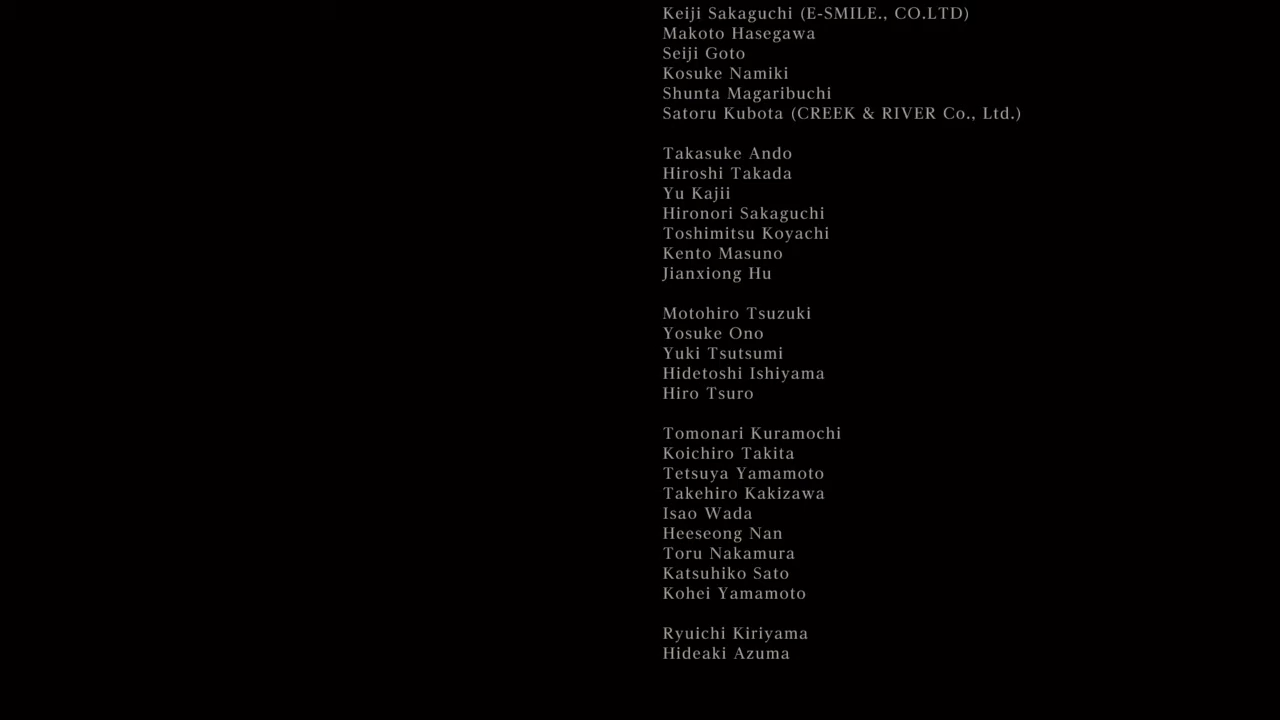 Keiji Sakaguchi (E-SMILE., CO.LTD)
Makoto Hasegawa
Seiji Goto
Kosuke Namiki
Shunta Magaribuchi
Satoru Kubota (CREEK & RIVER Co., Ltd.)
Takasuke Ando
Hiroshi Takada
Yu Kajii
Hironori Sakaguchi
Toshimitsu Koyachi
Kento Masuno
Jianxiong Hu
Motohiro Tsuzuki
Yosuke Ono
Yuki Tsutsumi
Hidetoshi Ishiyama
Hiro Tsuro
Tomonari Kuramochi
Koichiro Takita
Tetsuya Yamamoto
Takehiro Kakizawa
Isao Wada
Heeseong Nan
Toru Nakamura
Katsuhiko Sato
Kohei Yamamoto
Ryuichi Kiriyama
Hideaki Azuma